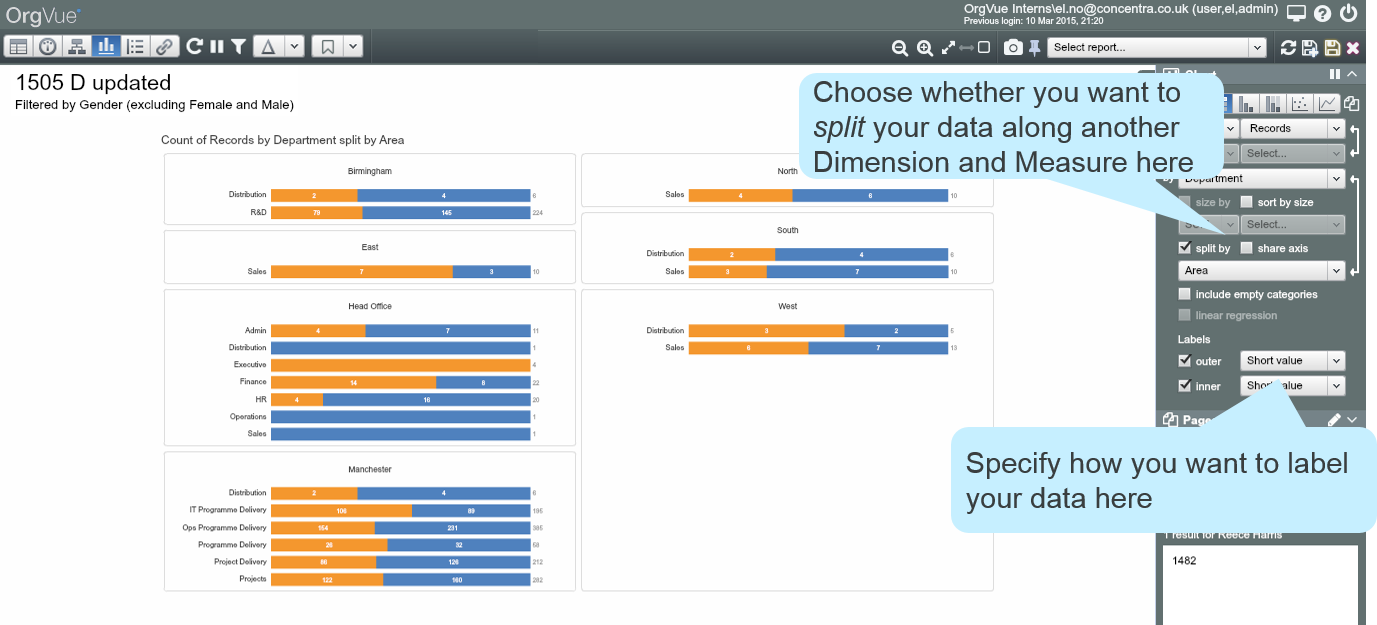 OrgVue
OrgVue Interns\el.no@concentra.co.uk (user,el,admin)
Previous login: 10 Mar 2015, 21:20
Select report...
1505 D updated
Filtered by Gender (excluding Female and Male)
Choose whether you want to
split your data along another
Dimension and Measure here
Records
Select...
Department
size by
sort by size
Select...
split by
share axis
Area
include empty categories
linear regression
Labels
outer
Short value
inner
Page
Specify how you want to label
your data here
1 result for Reece Harris
1482
Count of Records by Department split by Area
Birmingham
Distribution 2 4 6
R&D 79 145 224
East
Sales 7 3 10
Head Office
Admin 4 7 11
Distribution 1
Executive 4
Finance 14 8 22
HR 4 16 20
Operations 1
Sales 1
Manchester
Distribution 2 4 6
IT Programme Delivery 106 89 195
Ops Programme Delivery 154 231 385
Programme Delivery 26 32 58
Project Delivery 86 126 212
Projects 122 160 282
North
Sales 4 6 10
South
Distribution 2 4 6
Sales 3 7 10
West
Distribution 3 2 5
Sales 6 7 13